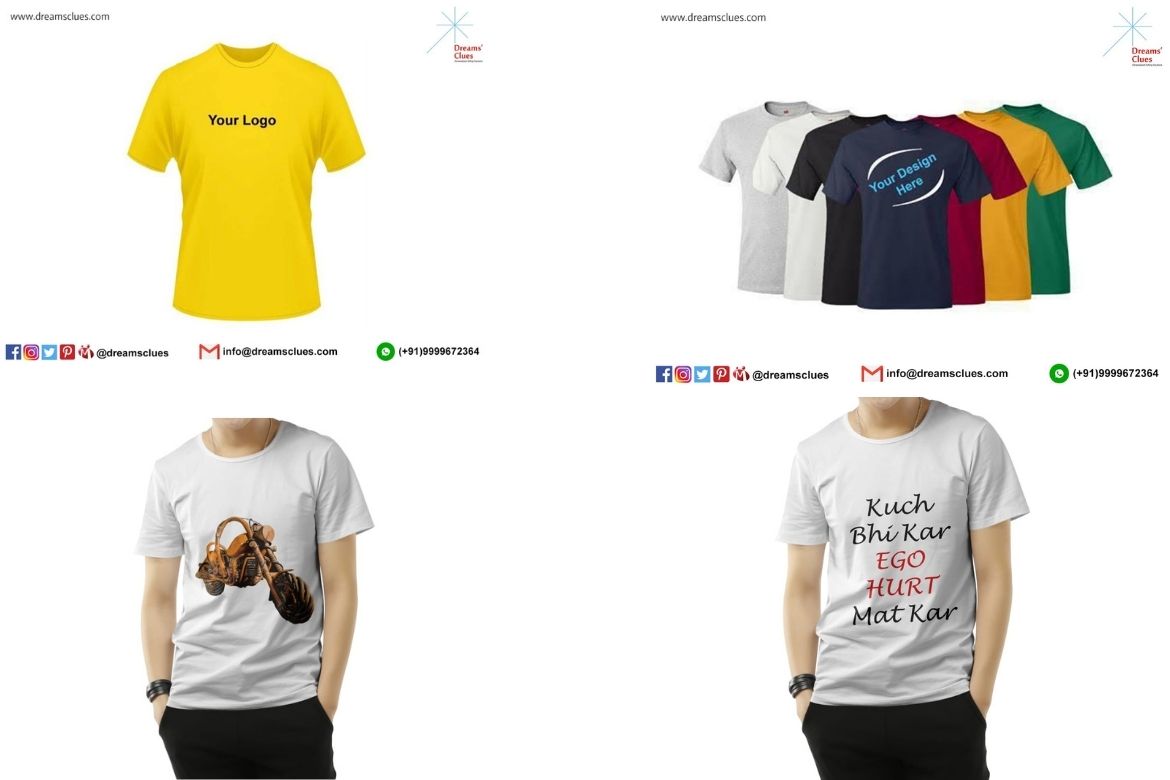 www.dreamsclues.com
Dreams'
Clues
Your Logo
@dreamsclues
info@dreamsclues.com
(+91)9999672364
www.dreamsclues.com
Dreams'
Clues
Your Design
Here
@dreamsclues
info@dreamsclues.com
(+91)9999672364
Kuch
Bhi Kar
EGO
HURT
Mat Kar